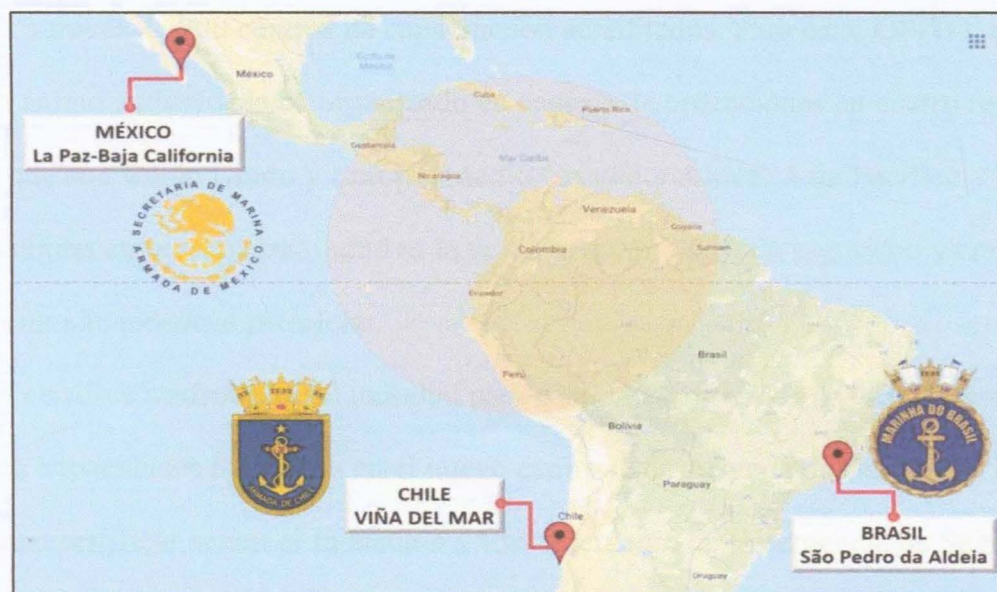 México
Cuba
Puerto Rico
Guatemala
Mar Caribe
Nicaragua
MÉXICO
La Paz-Baja California
SECRETARIA DE MARINA
ARMADA DE MEXICO
Venezuela
Guyana
Colombia
Surinam
Ecuador
Brasil
Perú
Bolivia
MARINHA DO BRASIL
ARMADA DE CHILE
Paraguay
CHILE
VIÑA DEL MAR
Chile
BRASIL
São Pedro da Aldeia
Uruguay